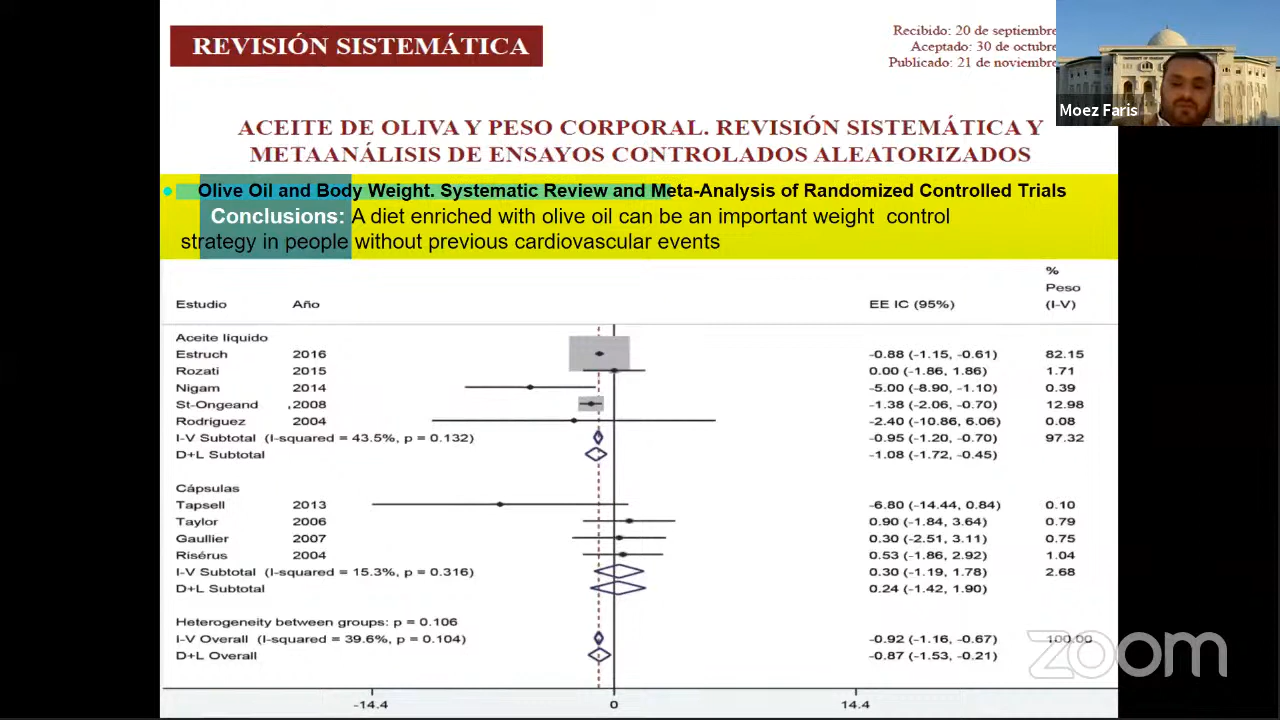 REVISIÓN SISTEMÁTICA
Recibido: 20 de septiembre
Aceptado: 30 de octubre
Publicado: 21 de noviembre
Moez Faris
ACEITE DE OLIVA Y PESO CORPORAL. REVISIÓN SISTEMÁTICA Y
METAANÁLISIS DE ENSAYOS CONTROLADOS ALEATORIZADOS
Olive Oil and Body Weight. Systematic Review and Meta-Analysis of Randomized Controlled Trials
Conclusions: A diet enriched with olive oil can be an important weight control
strategy in people without previous cardiovascular events
%
Peso
Estudio Año EE IC (95%) (I-V)
Aceite líquido
Estruch 2016 -0.88 (-1.15, -0.61) 82.15
Rozati 2015 0.00 (-1.86, 1.86) 1.71
Nigam 2014 -5.00 (-8.90, -1.10) 0.39
St-Ongeand ,2008 -1.38 (-2.06, -0.70) 12.98
Rodriguez 2004 -2.40 (-10.86, 6.06) 0.08
I-V Subtotal (I-squared = 43.5%, p = 0.132) -0.95 (-1.20, -0.70) 97.32
D+L Subtotal -1.08 (-1.72, -0.45)
Cápsulas
Tapsell 2013 -6.80 (-14.44, 0.84) 0.10
Taylor 2006 0.90 (-1.84, 3.64) 0.79
Gaullier 2007 0.30 (-2.51, 3.11) 0.75
Risérus 2004 0.53 (-1.86, 2.92) 1.04
I-V Subtotal (I-squared = 15.3%, p = 0.316) 0.30 (-1.19, 1.78) 2.68
D+L Subtotal 0.24 (-1.42, 1.90)
Heterogeneity between groups: p = 0.106
I-V Overall (I-squared = 39.6%, p = 0.104) -0.92 (-1.16, -0.67) 100.00
D+L Overall -0.87 (-1.53, -0.21)
zoom
-14.4 0 14.4